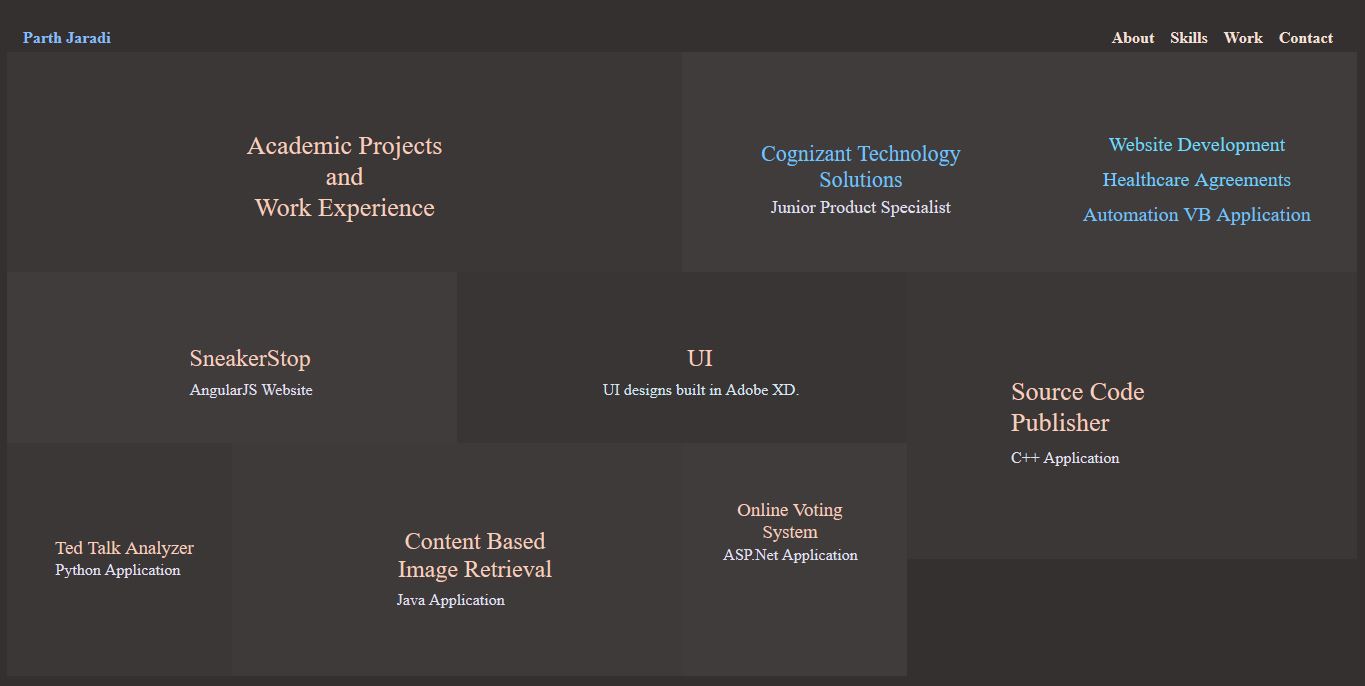 Parth Jaradi
About Skills Work Contact
Academic Projects
and
Work Experience
Cognizant Technology
Solutions
Junior Product Specialist
Website Development
Healthcare Agreements
Automation VB Application
SneakerStop
AngularJS Website
UI
UI designs built in Adobe XD.
Source Code
Publisher
C++ Application
Ted Talk Analyzer
Python Application
Content Based
Image Retrieval
Java Application
Online Voting
System
ASP.Net Application